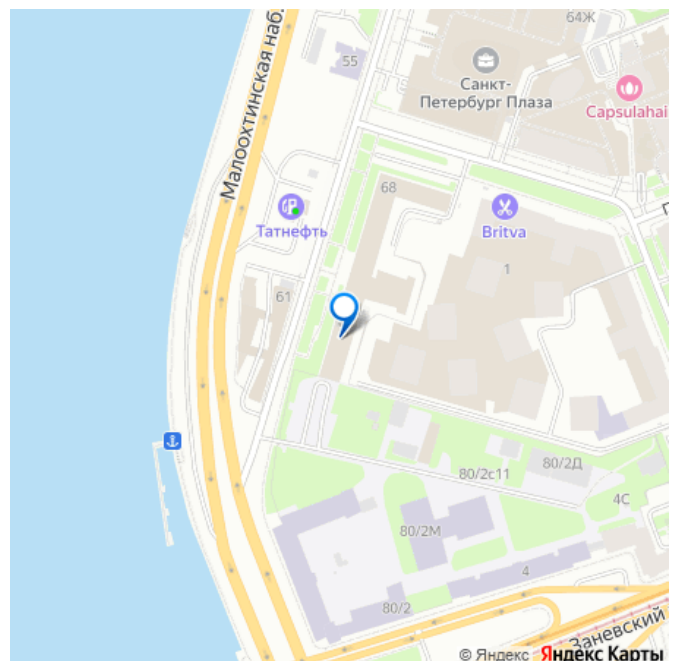 64Ж
Малоохтинская наб.
55
Санкт-
Петербург Плаза
Capsulahai
68
Татнефть
Britva
1
61
80/2с11
80/2Д
4С
80/2М
4
80/2
Заневский
© Яндекс Яндекс Карты